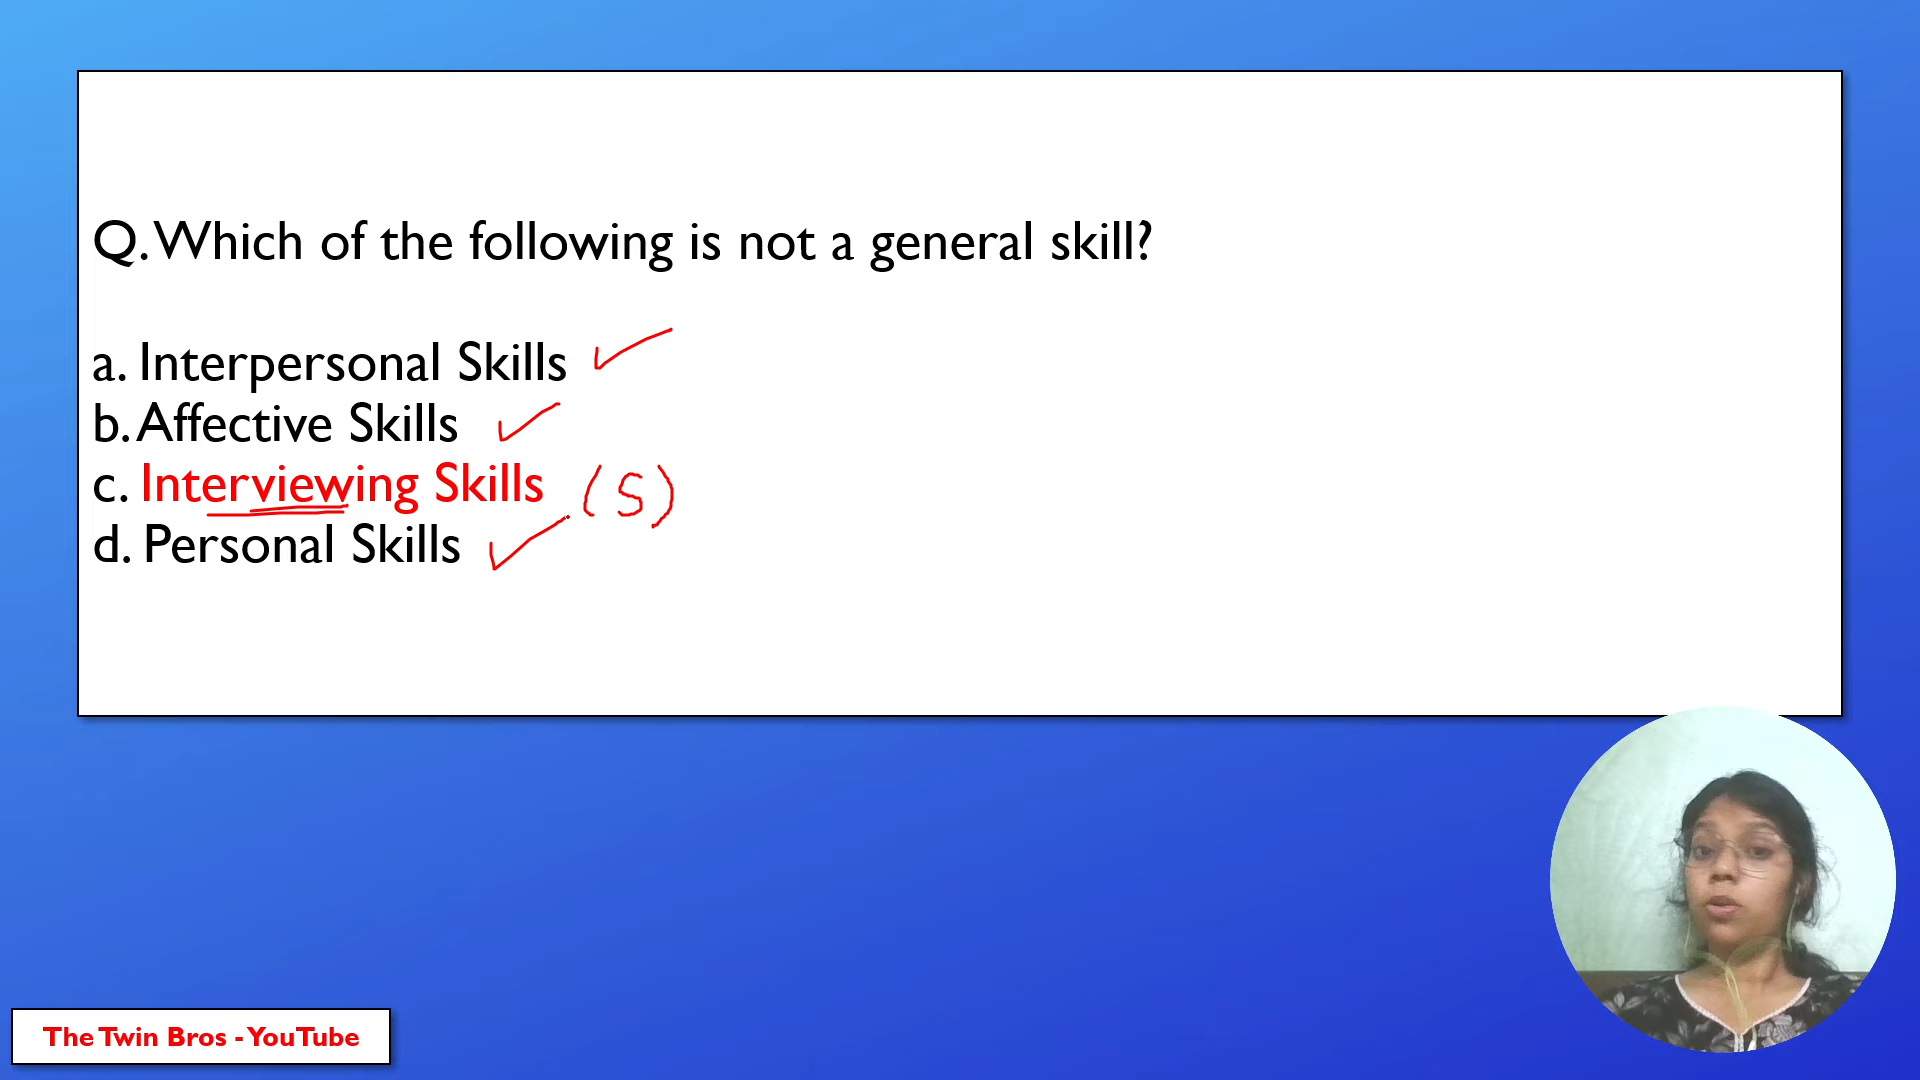 Q. Which of the following is not a general skill?
a. Interpersonal Skills
b. Affective Skills
c. Interviewing Skills (S)
d. Personal Skills
The Twin Bros - YouTube